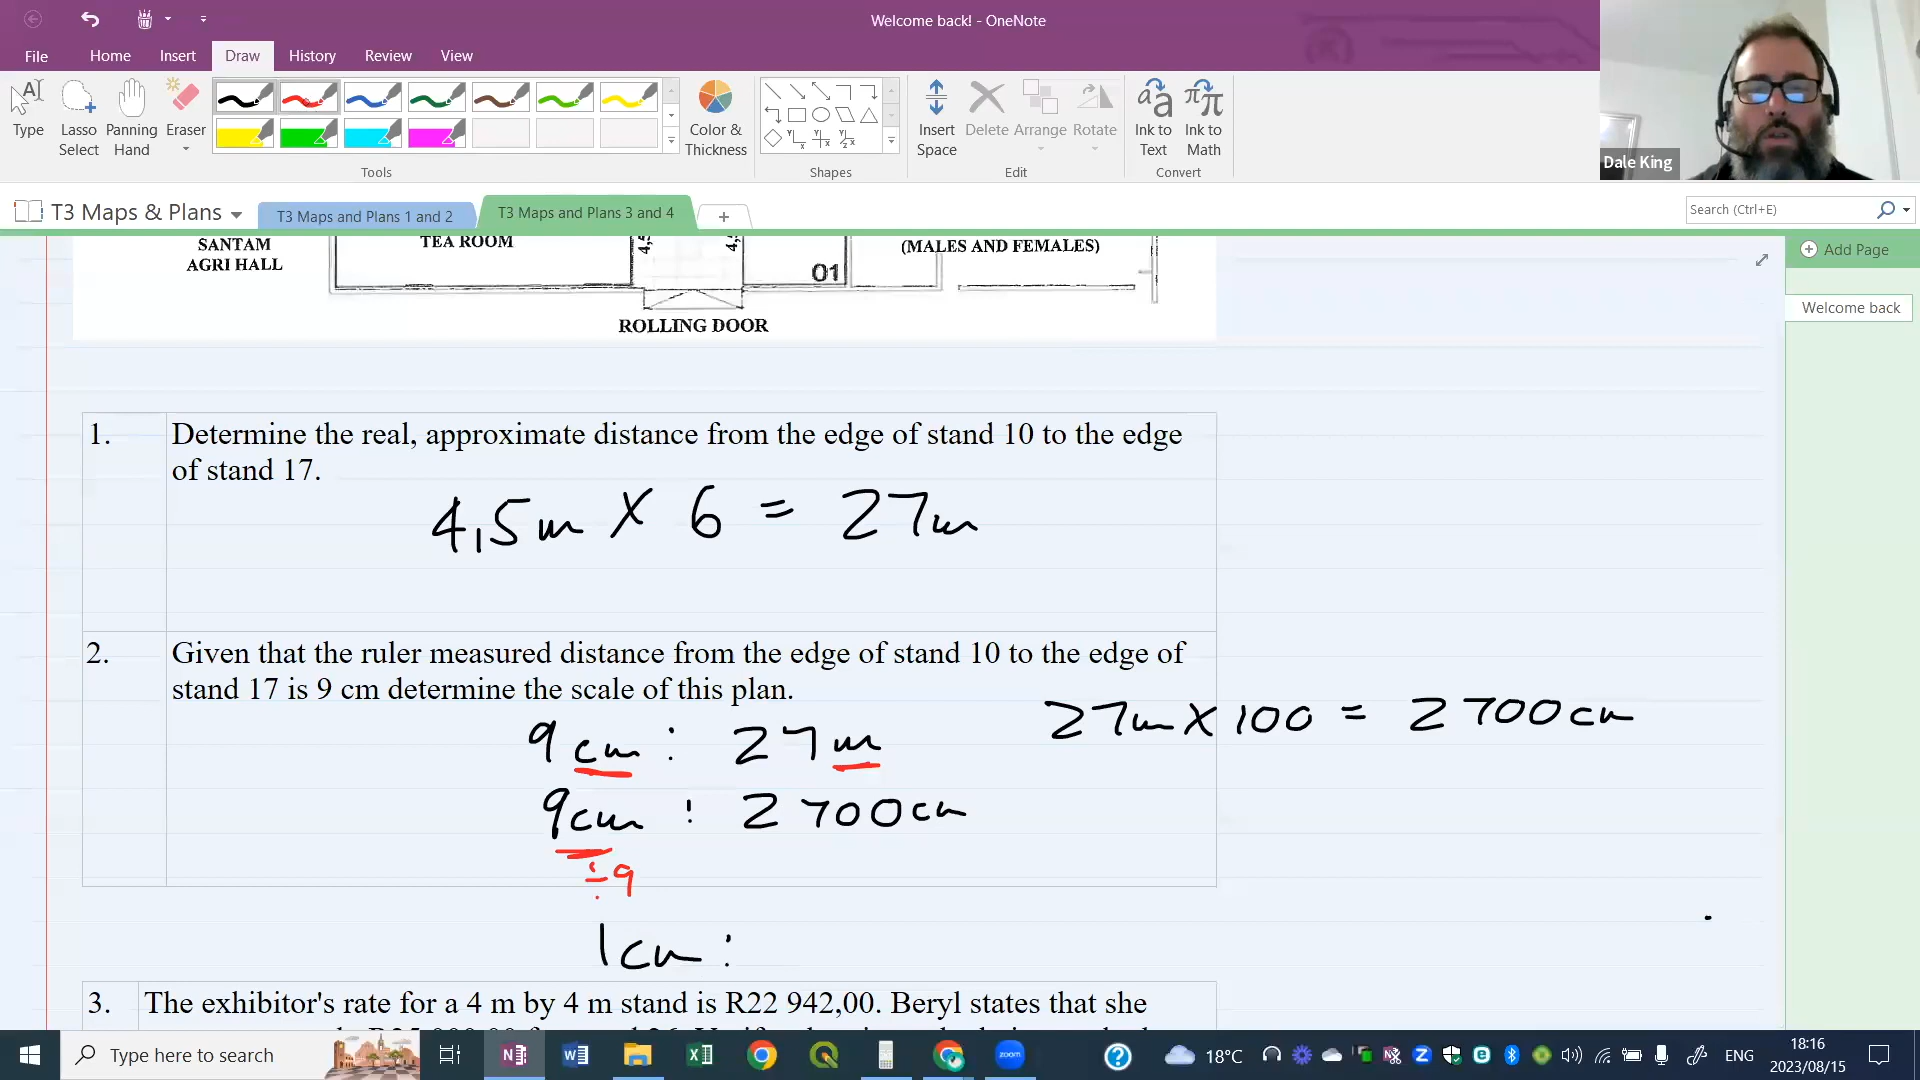 Welcome back! - OneNote
File
Home
Insert
Draw
History
Review
View
Type
Lasso
Select
Panning
Hand
Eraser
Color &
Thickness
Insert
Space
Delete
Arrange
Rotate
Ink to
Text
Ink to
Math
Tools
Shapes
Edit
Convert
Dale King
T3 Maps & Plans
T3 Maps and Plans 1 and 2
T3 Maps and Plans 3 and 4
Search (Ctrl+E)
Add Page
Welcome back
SANTAM
AGRI HALL
TEA ROOM
(MALES AND FEMALES)
01
ROLLING DOOR
1. Determine the real, approximate distance from the edge of stand 10 to the edge
of stand 17.
4,5m X 6 = 27m
2. Given that the ruler measured distance from the edge of stand 10 to the edge of
stand 17 is 9 cm determine the scale of this plan.
27m X 100 = 2700cm
9cm : 27m
9cm : 2700cm
÷9
1cm :
3. The exhibitor's rate for a 4 m by 4 m stand is R22 942,00. Beryl states that she
Type here to search
zoom
18°C
ENG
18:16
2023/08/15